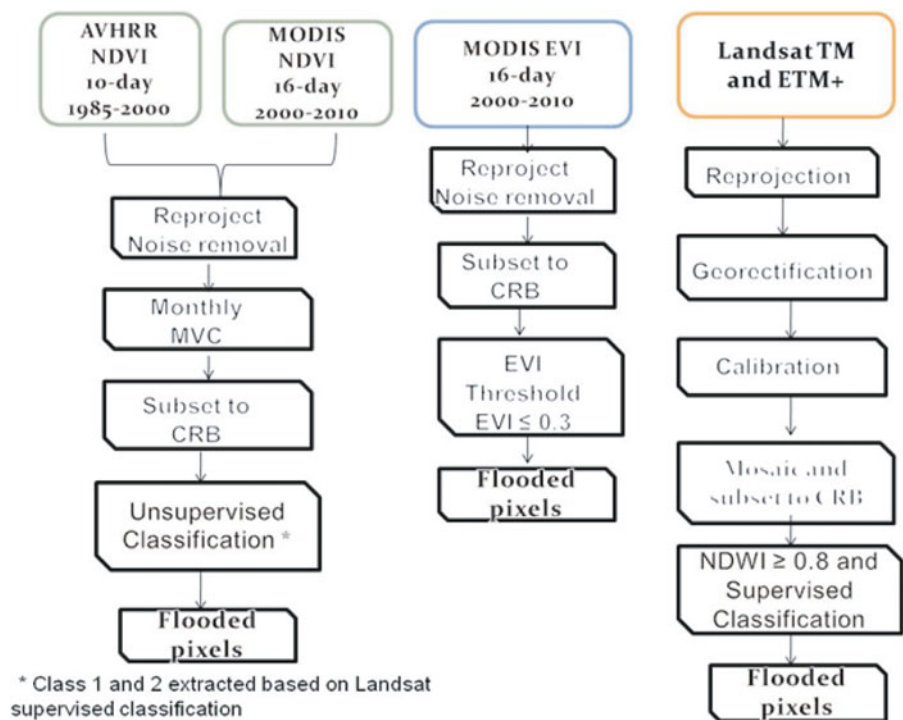 AVHRR
NDVI
10-day
1985-2000
MODIS
NDVI
16-day
2000-2010
Reproject
Noise removal
Monthly
MVC
Subset to
CRB
Unsupervised
Classification *
Flooded
pixels
* Class 1 and 2 extracted based on Landsat
supervised classification
MODIS EVI
16-day
2000-2010
Reproject
Noise removal
Subset to
CRB
EVI
Threshold
EVI ≤ 0.3
Flooded
pixels
Landsat TM
and ETM+
Reprojection
Georectification
Calibration
Mosaic and
subset to CRB
NDWI ≥ 0.8 and
Supervised
Classification
Flooded
pixels